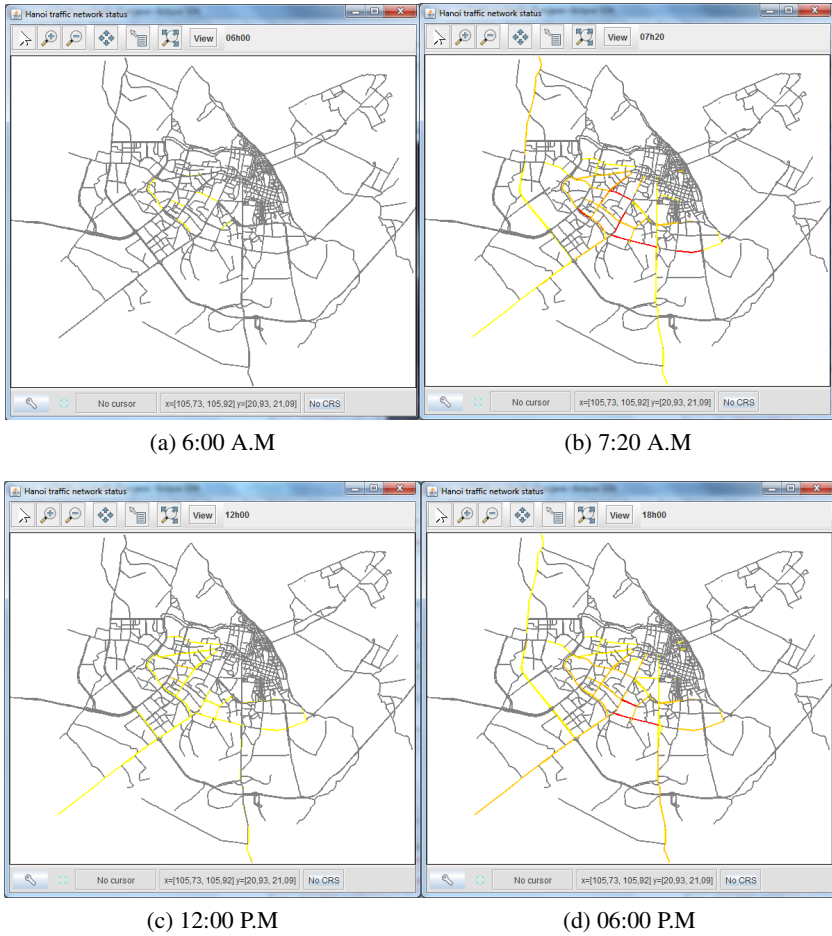 Hanoi traffic network status
View 06h00
No cursor x=[105,73, 105,92] y=[20,93, 21,09] No CRS
(a) 6:00 A.M
Hanoi traffic network status
View 07h20
No cursor x=[105,73, 105,92] y=[20,93, 21,09] No CRS
(b) 7:20 A.M
Hanoi traffic network status
View 12h00
No cursor x=[105,73, 105,92] y=[20,93, 21,09] No CRS
(c) 12:00 P.M
Hanoi traffic network status
View 18h00
No cursor x=[105,73, 105,92] y=[20,93, 21,09] No CRS
(d) 06:00 P.M